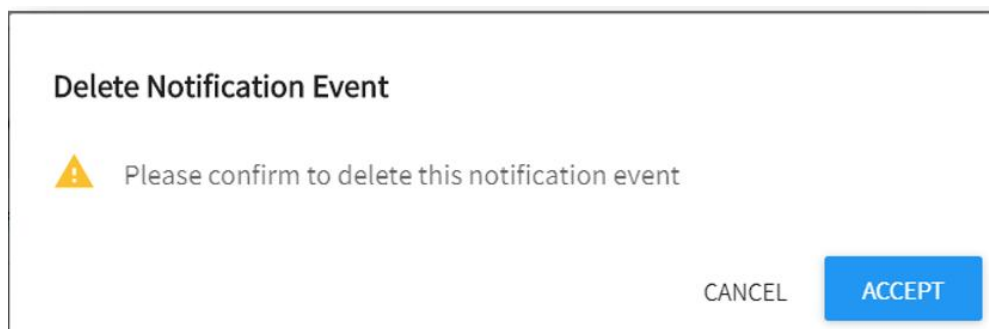 Delete Notification Event
Please confirm to delete this notification event
CANCEL
ACCEPT